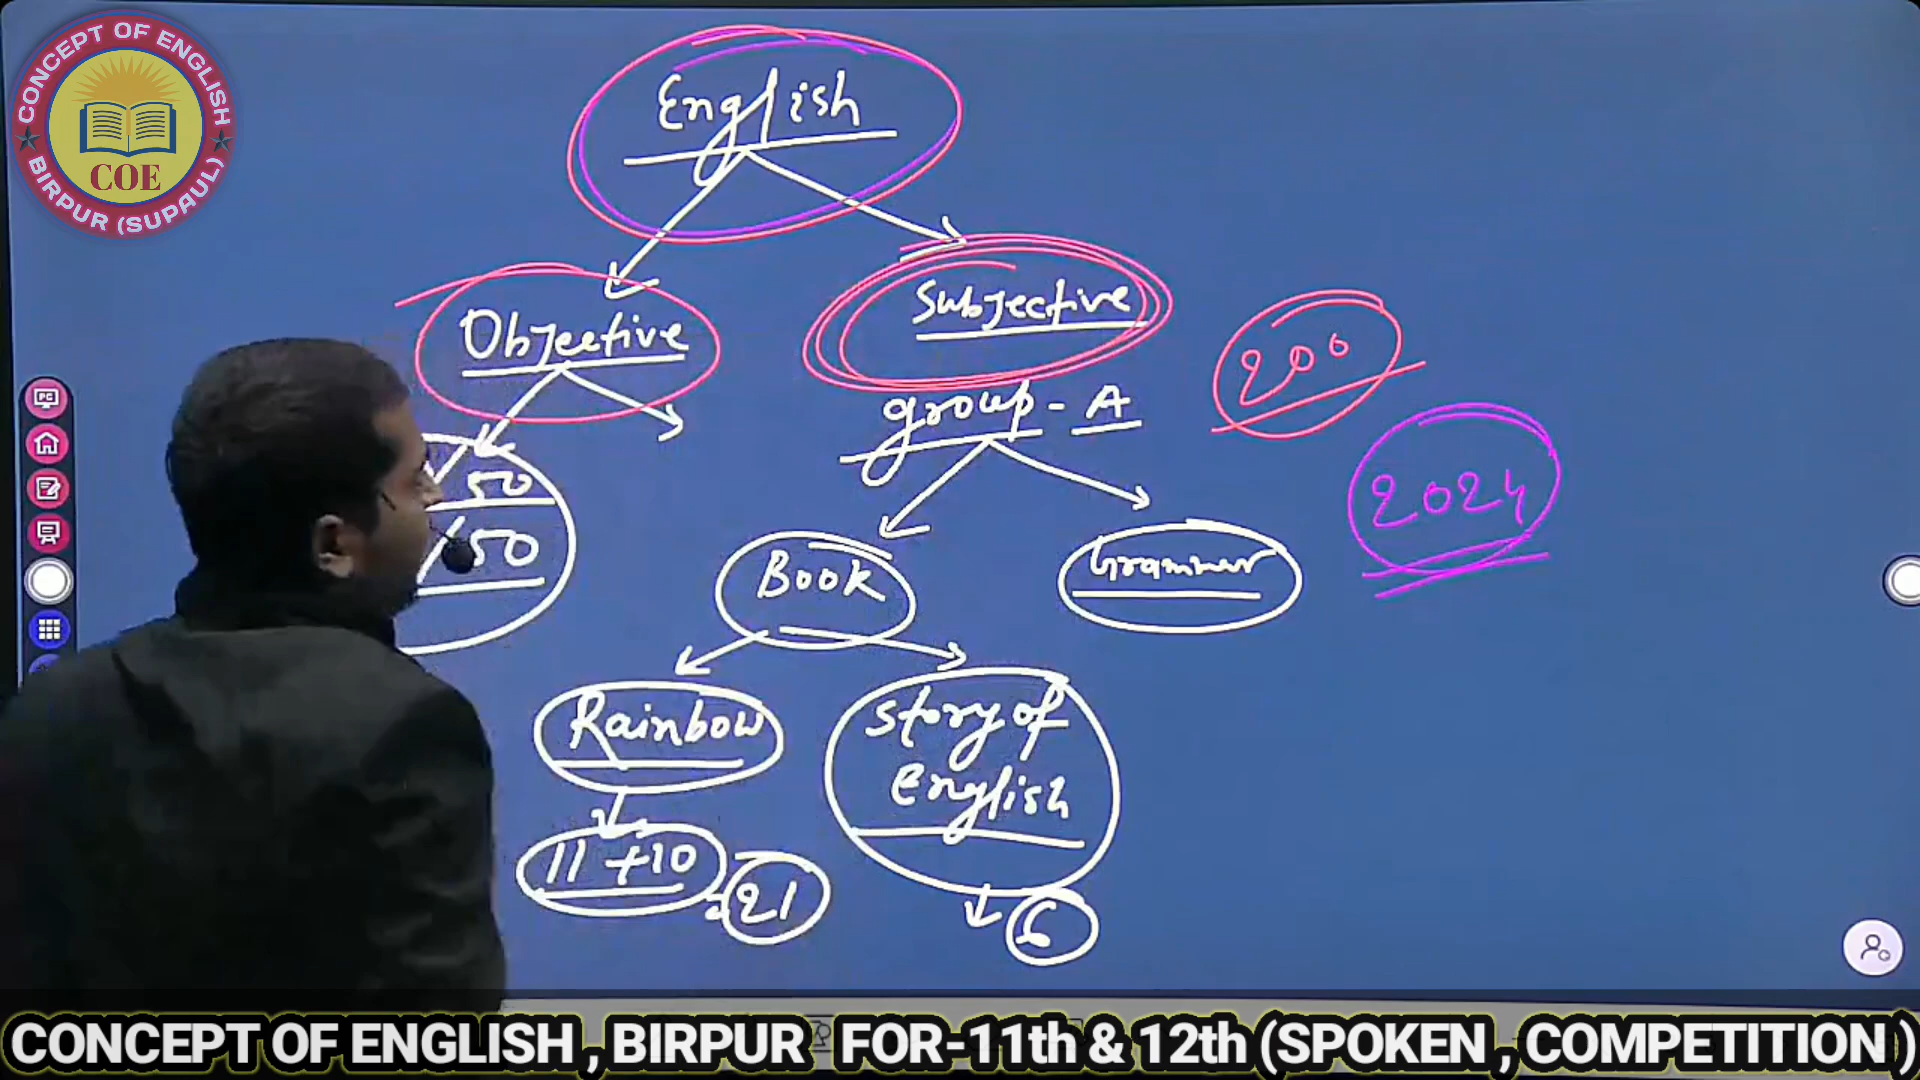 CONCEPT OF ENGLISH
COE
BIRPUR (SUPAUL)
English
Objective
Subjective
200
group - A
2024
50
50
Book
Grammar
Rainbow
story of
English
11 +10
21
6
PC
CONCEPT OF ENGLISH , BIRPUR FOR-11th & 12th (SPOKEN , COMPETITION )